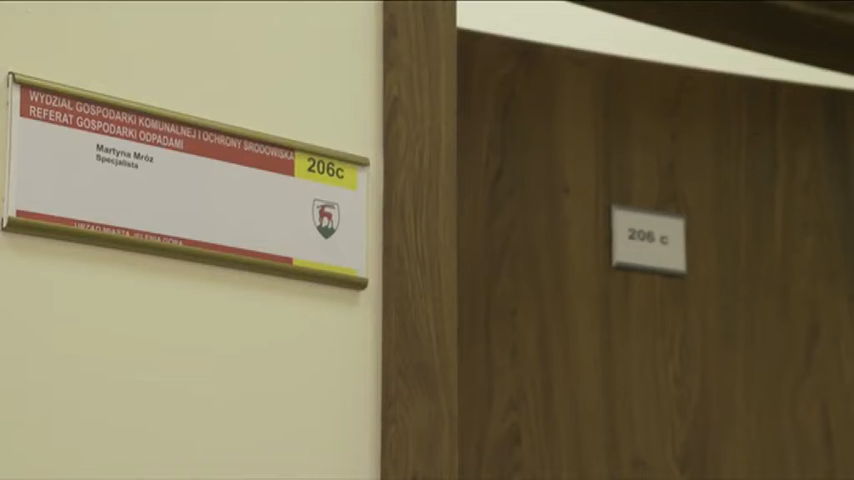 WYDZIAŁ GOSPODARKI KOMUNALNEJ I OCHRONY ŚRODOWISKA
REFERAT GOSPODARKI ODPADAMI
206c
Martyna Mróz
Specjalista
URZĄD MIASTA JELENIA GÓRA
206 c